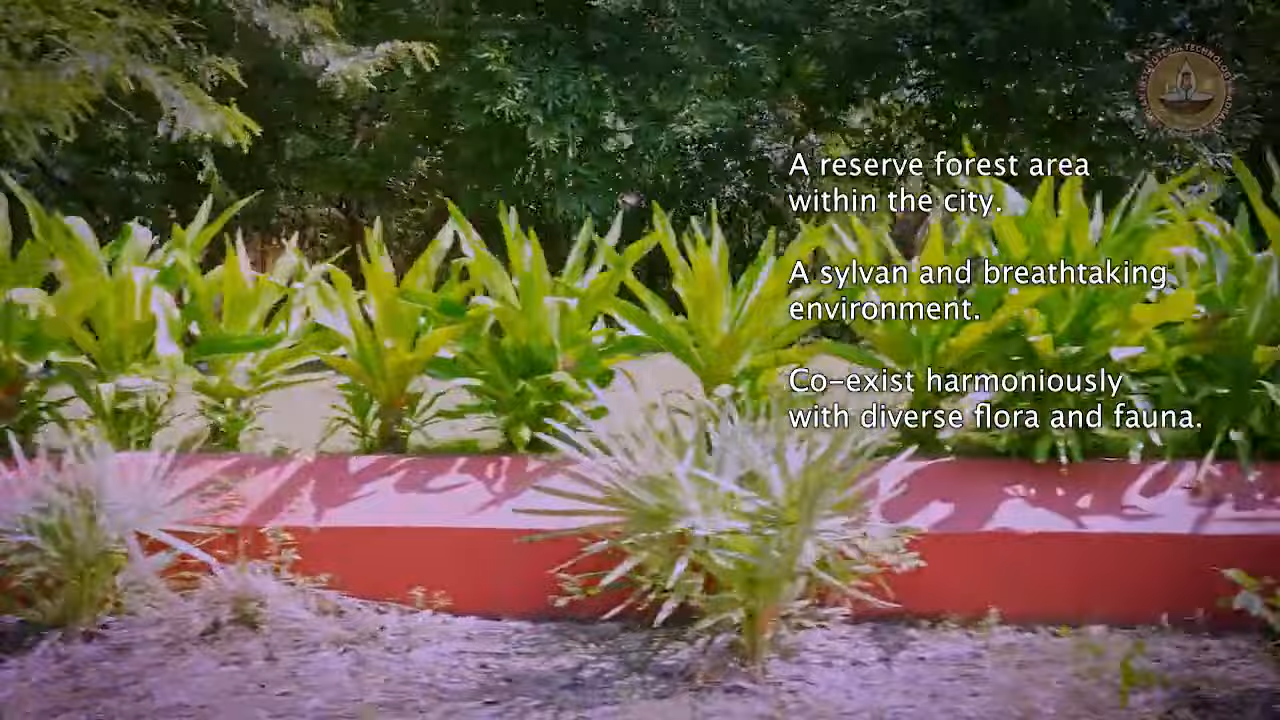 A reserve forest area
within the city.
A sylvan and breathtaking
environment.
Co-exist harmoniously
with diverse flora and fauna.